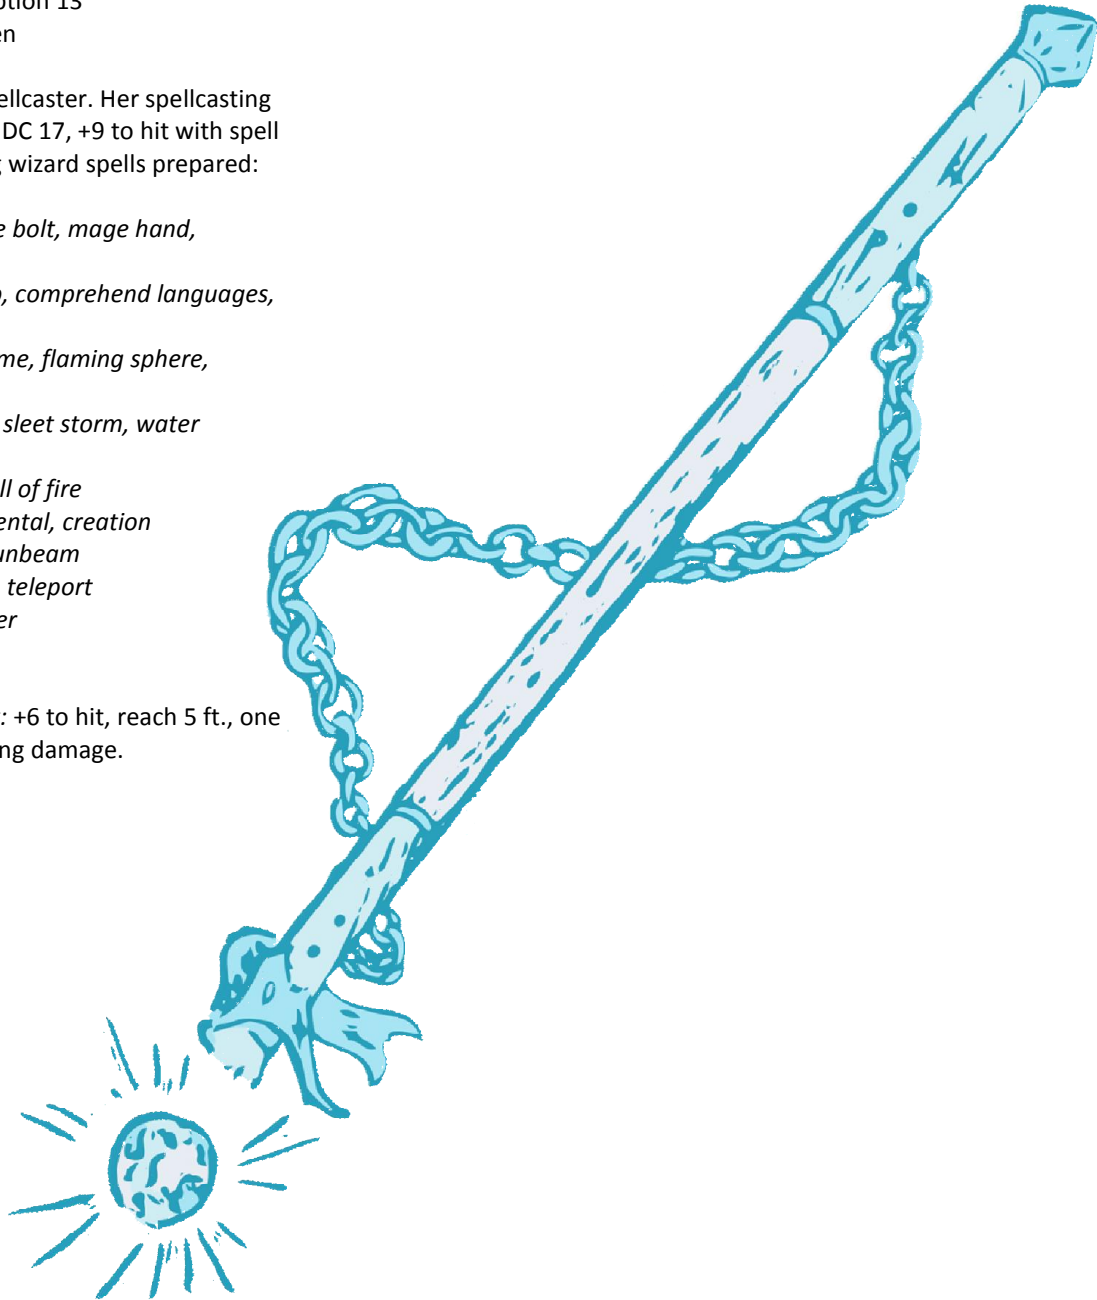 ption 13
en
ellcaster. Her spellcasting
DC 17, +9 to hit with spell
g wizard spells prepared:
e bolt, mage hand,
o, comprehend languages,
me, flaming sphere,
sleet storm, water
ll of fire
ental, creation
unbeam
, teleport
er
: +6 to hit, reach 5 ft., one
ng damage.